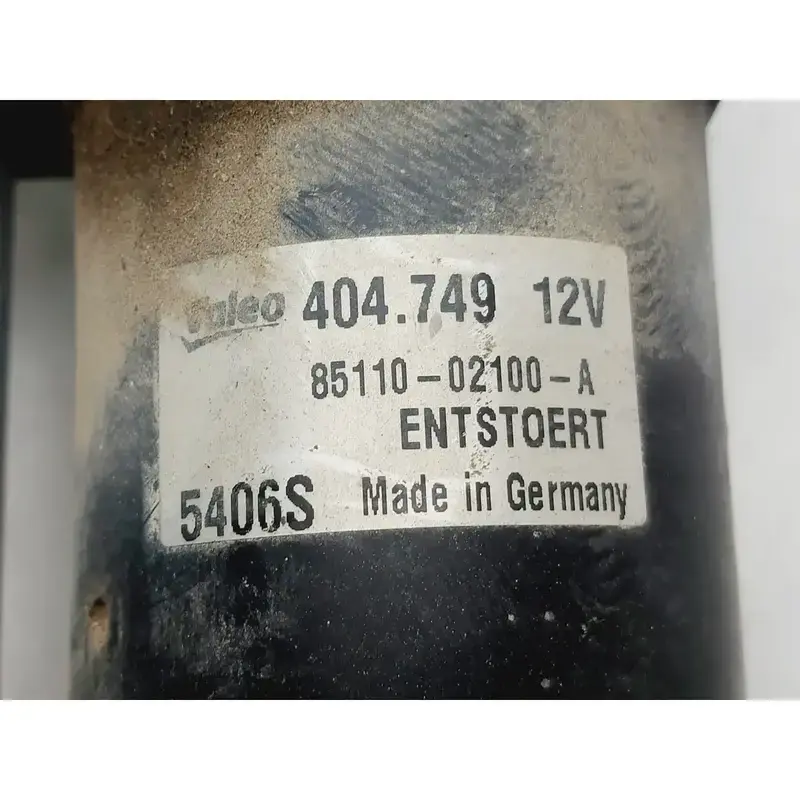 Valeo 404.749 12V
85110-02100-A
ENTSTOERT
5406S Made in Germany